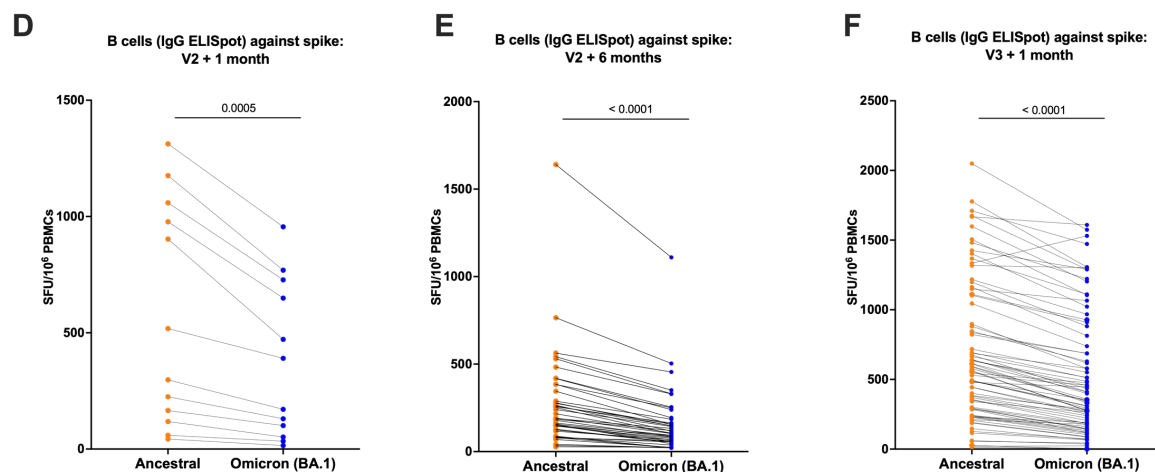 D
B cells (IgG ELISpot) against spike:
V2 + 1 month
0.0005
1500
1000
500
0
SFU/10⁶ PBMCs
Ancestral
Omicron (BA.1)
E
B cells (IgG ELISpot) against spike:
V2 + 6 months
< 0.0001
2000
1500
1000
500
0
SFU/10⁶ PBMCs
Ancestral
Omicron (BA.1)
F
B cells (IgG ELISpot) against spike:
V3 + 1 month
< 0.0001
2500
2000
1500
1000
500
0
SFU/10⁶ PBMCs
Ancestral
Omicron (BA.1)